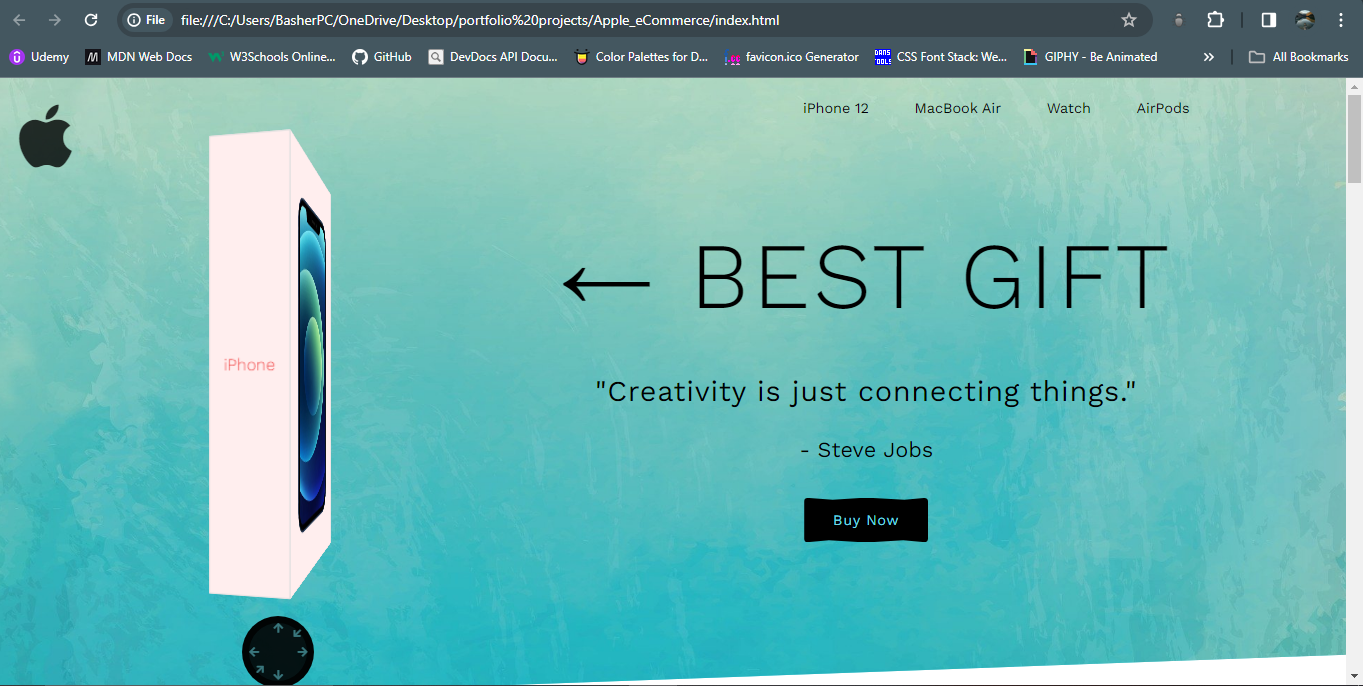 File file:///C:/Users/BasherPC/OneDrive/Desktop/portfolio%20projects/Apple_eCommerce/index.html
Udemy MDN Web Docs W3Schools Online... GitHub DevDocs API Docu... Color Palettes for D... favicon.ico Generator CSS Font Stack: We... GIPHY - Be Animated » All Bookmarks
iPhone 12 MacBook Air Watch AirPods
← BEST GIFT
iPhone
"Creativity is just connecting things."
- Steve Jobs
Buy Now